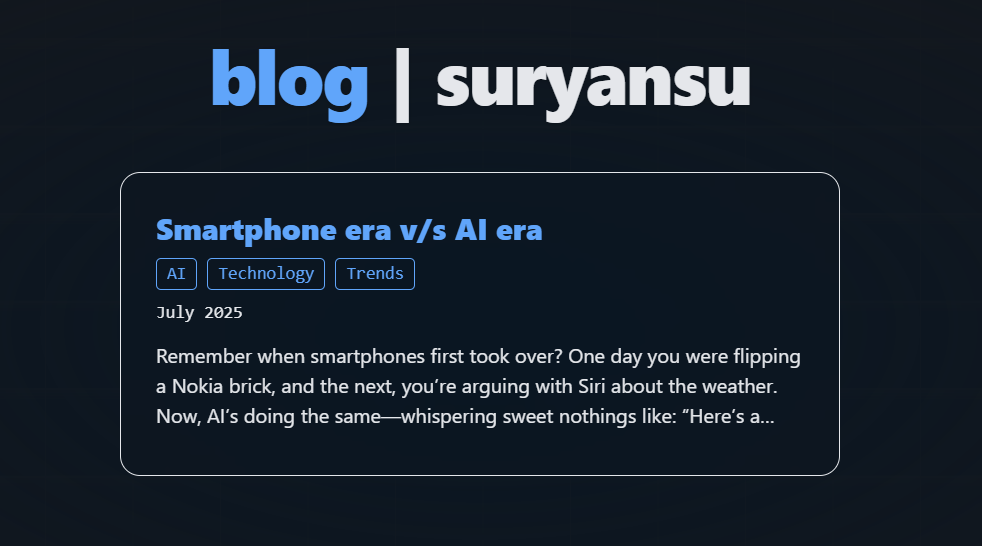 blog | suryansu
Smartphone era v/s AI era
AI Technology Trends
July 2025
Remember when smartphones first took over? One day you were flipping
a Nokia brick, and the next, you’re arguing with Siri about the weather.
Now, AI’s doing the same—whispering sweet nothings like: “Here’s a...